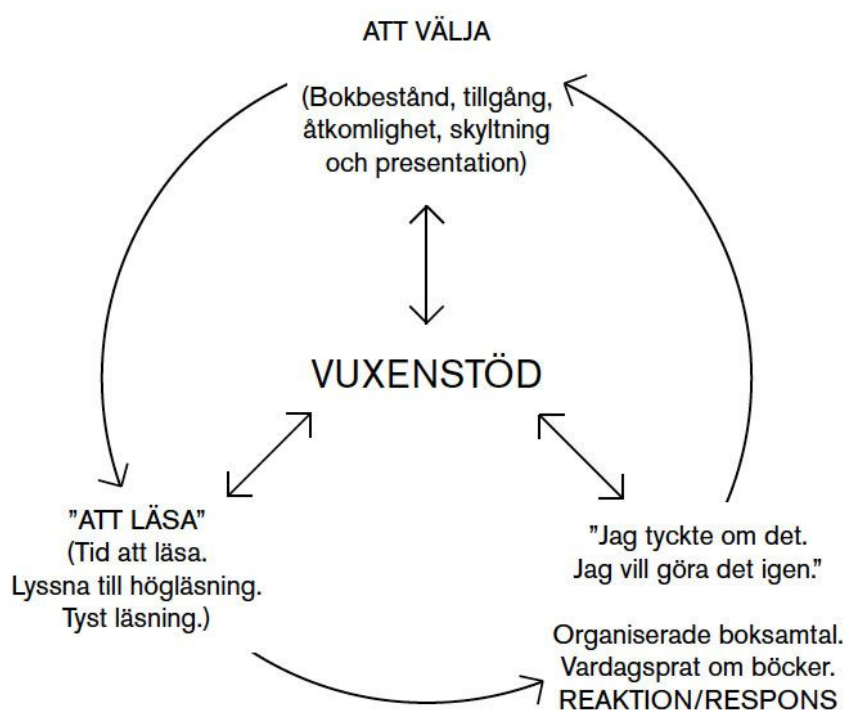 ATT VÄLJA
(Bokbestånd, tillgång,
åtkomlighet, skyltning
och presentation)
VUXENSTÖD
”ATT LÄSA”
(Tid att läsa.
Lyssna till högläsning.
Tyst läsning.)
”Jag tyckte om det.
Jag vill göra det igen.”
Organiserade boksamtal.
Vardagsprat om böcker.
REAKTION/RESPONS